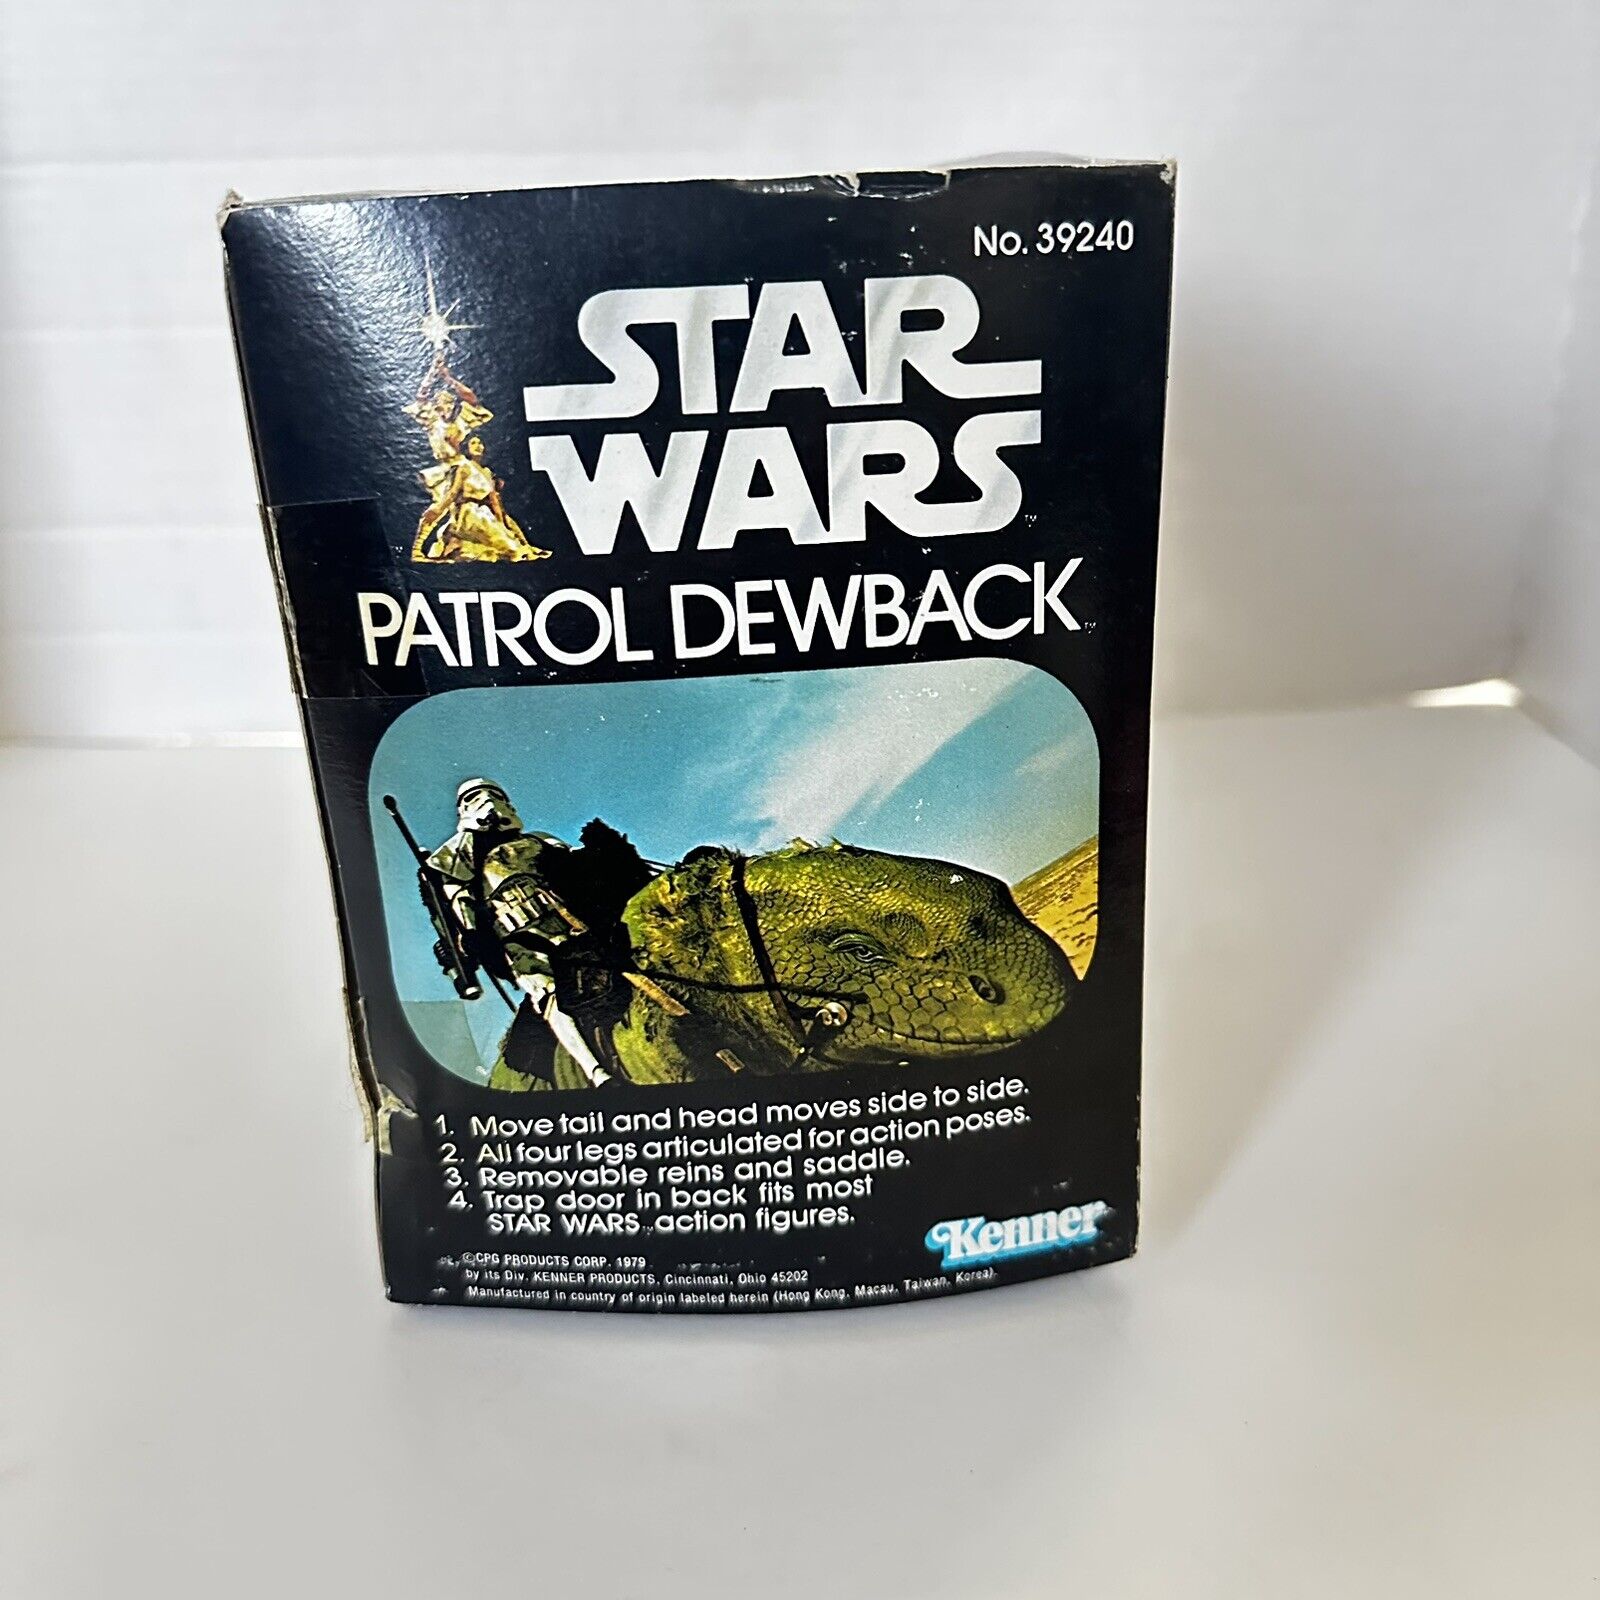 No. 39240
STAR
WARS™
PATROL DEWBACK™
1. Move tail and head moves side to side.
2. All four legs articulated for action poses.
3. Removable reins and saddle.
4. Trap door in back fits most
STAR WARS™ action figures.
Kenner
©CPG PRODUCTS CORP. 1979
by its Div. KENNER PRODUCTS, Cincinnati, Ohio 45202
Manufactured in country of origin labeled herein (Hong Kong, Macau, Taiwan, Korea).